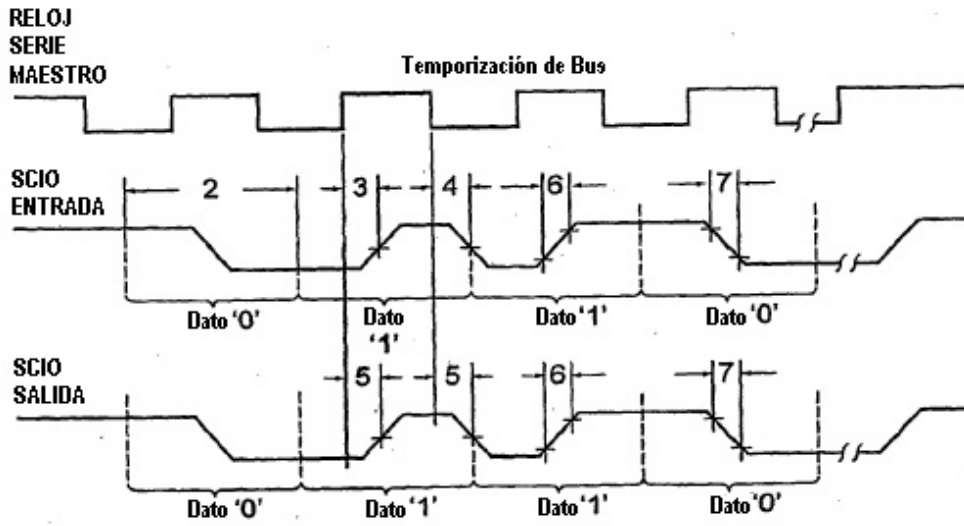 RELOJ
SERIE
MAESTRO
Temporización de Bus
SCIO
ENTRADA
2
3
4
6
7
Dato '0'
Dato
'1'
Dato '1'
Dato '0'
SCIO
SALIDA
5
5
6
7
Dato '0'
Dato '1'
Dato '1'
Dato '0'